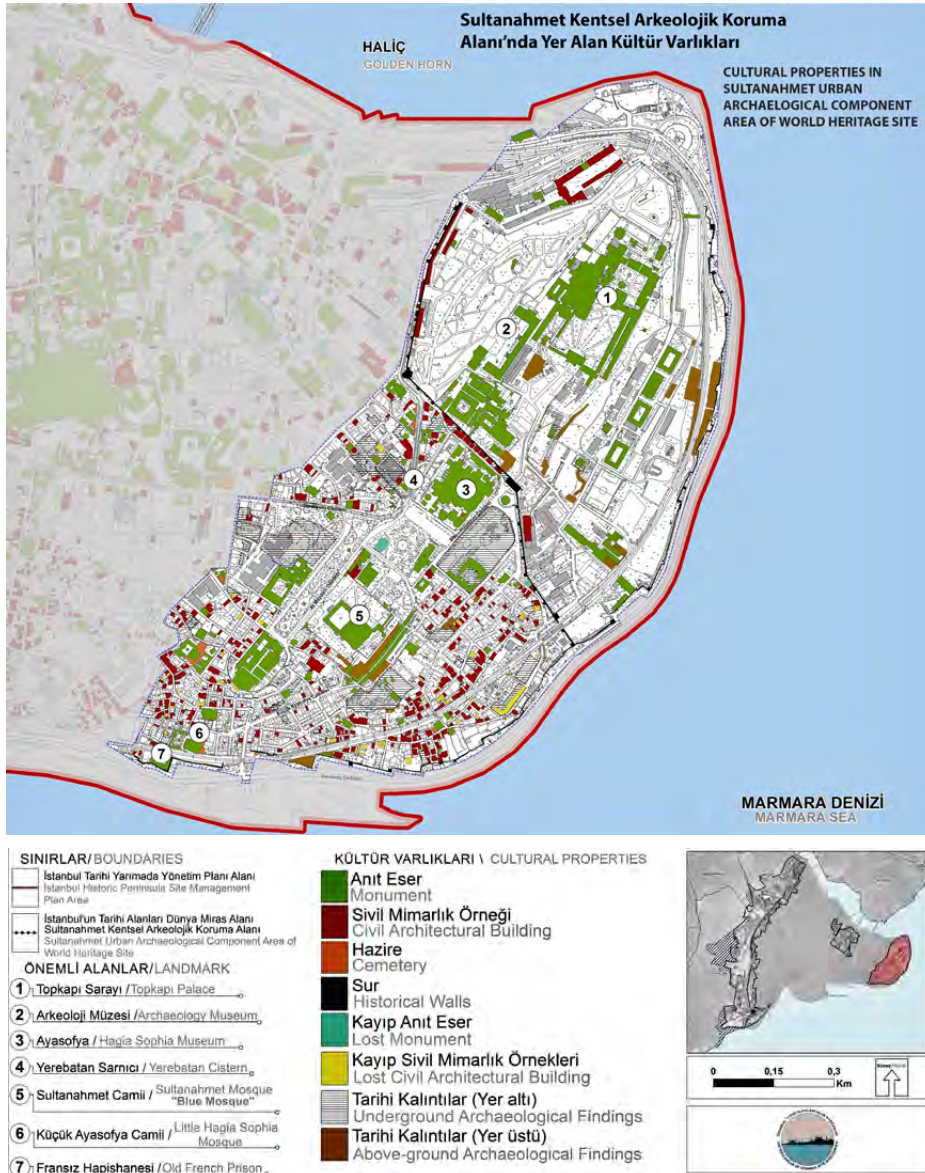 Sultanahmet Kentsel Arkeolojik Koruma
Alanı'nda Yer Alan Kültür Varlıkları
HALİÇ
GOLDEN HORN
CULTURAL PROPERTIES IN
SULTANAHMET URBAN
ARCHAELOGICAL COMPONENT
AREA OF WORLD HERITAGE SITE
1
2
3
4
5
6
7
MARMARA DENİZİ
MARMARA SEA
SINIRLAR/ BOUNDARIES
İstanbul Tarihi Yarımada Yönetim Planı Alanı
İstanbul Historic Peninsula Site Management
Plan Area
İstanbul'un Tarihi Alanları Dünya Miras Alanı
Sultanahmet Kentsel Arkeolojik Koruma Alanı
Sultanahmet Urban Archaeological Component Area of
World Heritage Site
ÖNEMLİ ALANLAR/LANDMARK
1 Topkapı Sarayı /Topkapı Palace
2 Arkeoloji Müzesi /Archaeology Museum
3 Ayasofya / Hagia Sophia Museum
4 Yerebatan Sarnıcı / Yerebatan Cistern
5 Sultanahmet Camii / Sultanahmet Mosque
"Blue Mosque"
6 Küçük Ayasofya Camii / Little Hagia Sophia
Mosque
7 Fransız Hapishanesi /Old French Prison
KÜLTÜR VARLIKLARI \ CULTURAL PROPERTIES
Anıt Eser
Monument
Sivil Mimarlık Örneği
Civil Architectural Building
Hazire
Cemetery
Sur
Historical Walls
Kayıp Anıt Eser
Lost Monument
Kayıp Sivil Mimarlık Örnekleri
Lost Civil Architectural Building
Tarihi Kalıntılar (Yer altı)
Underground Archaeological Findings
Tarihi Kalıntılar (Yer üstü)
Above-ground Archaeological Findings
0 0,15 0,3
Km